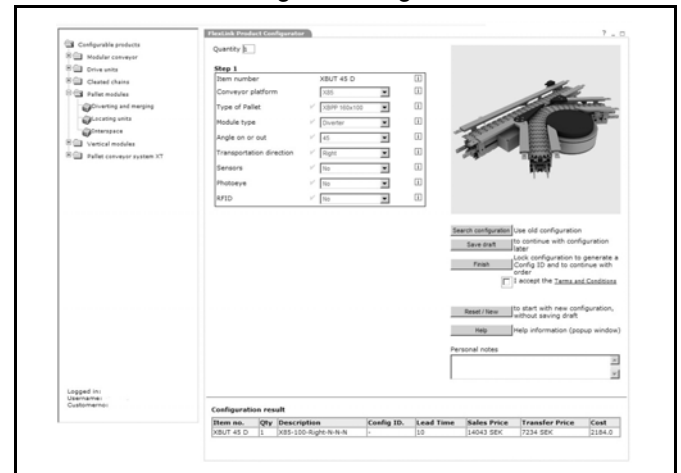 FlexLink Product Configurator
Configurable products
Modular conveyor
Drive units
Cleated chains
Pallet modules
Diverting and merging
Locating units
Interspace
Vertical modules
Pallet conveyor system XT
Logged in:
Username:
Customerno:
Quantity
Step 1
Item number XBUT 45 D
Conveyor platform X85
Type of Pallet XBPP 100x100
Module type Diverter
Angle on or out 45
Transportation direction Right
Sensors No
Photoeye No
RFID No
Search configuration Use old configuration
Save draft to continue with configuration
later
Finish Lock configuration to generate a
Config ID and to continue with
order
I accept the Terms and Conditions
Reset / New to start with new configuration,
without saving draft
Help Help information (popup window)
Personal notes
Configuration result
Item no. Qty Description Config ID. Lead Time Sales Price Transfer Price Cost
XBUT 45 D 1 X85-100-Right-N-N-N - 10 14043 SEK 7234 SEK 2184.0